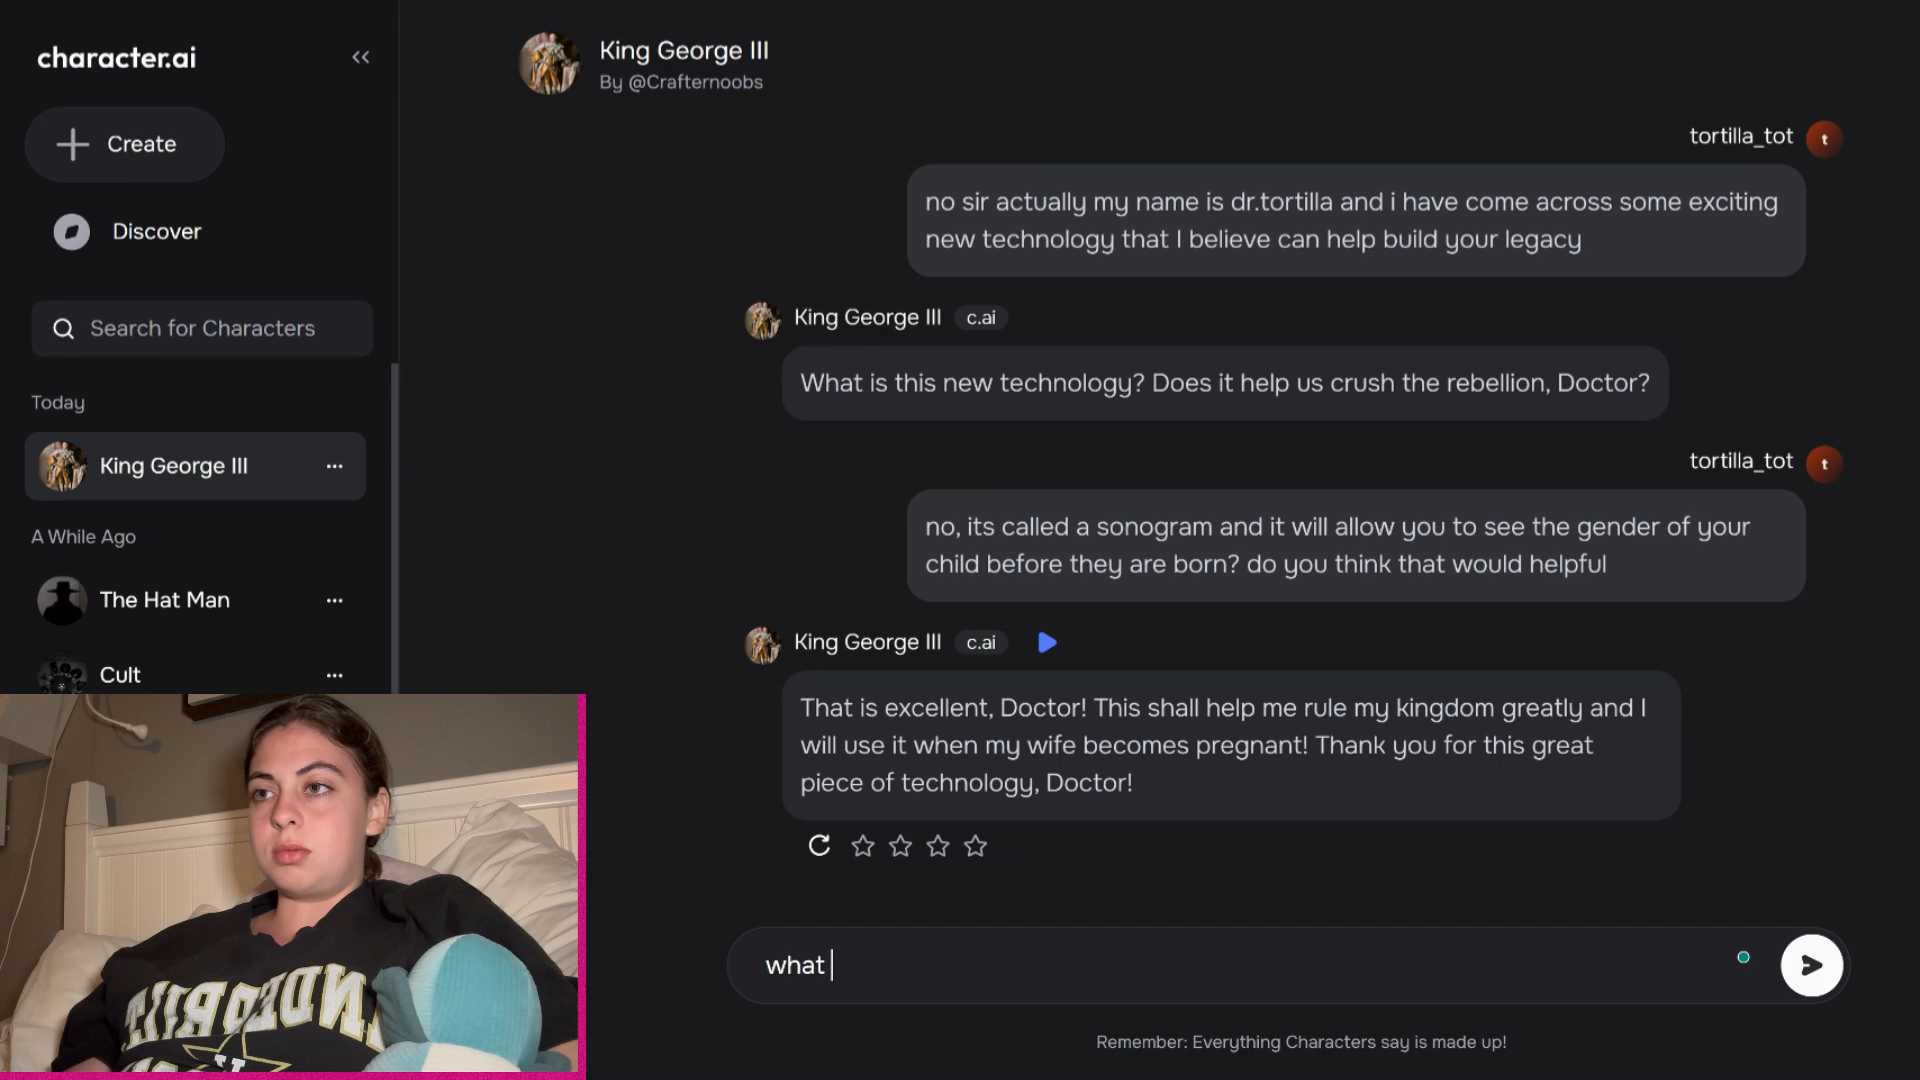 character.ai
Create
Discover
Search for Characters
Today
King George III
A While Ago
The Hat Man
Cult
King George III
By @Crafternoobs
tortilla_tot
t
no sir actually my name is dr.tortilla and i have come across some exciting
new technology that I believe can help build your legacy
King George III c.ai
What is this new technology? Does it help us crush the rebellion, Doctor?
tortilla_tot
t
no, its called a sonogram and it will allow you to see the gender of your
child before they are born? do you think that would helpful
King George III c.ai
That is excellent, Doctor! This shall help me rule my kingdom greatly and I
will use it when my wife becomes pregnant! Thank you for this great
piece of technology, Doctor!
what
Remember: Everything Characters say is made up!